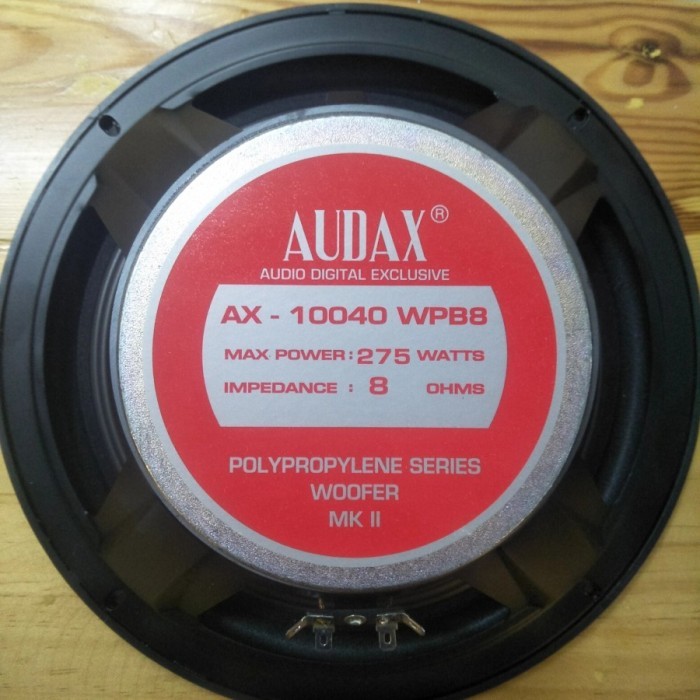 AUDAX®
AUDIO DIGITAL EXCLUSIVE
AX - 10040 WPB8
MAX POWER : 275 WATTS
IMPEDANCE : 8 OHMS
POLYPROPYLENE SERIES
WOOFER
MK II